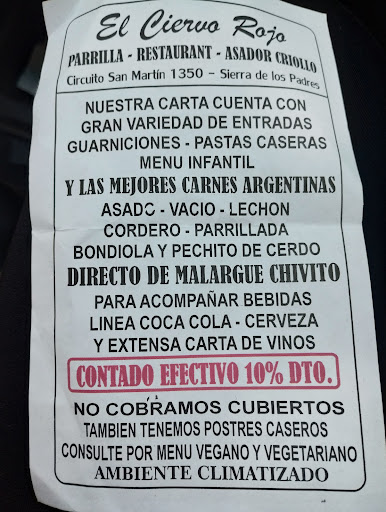 El Ciervo Rojo
PARRILLA - RESTAURANT - ASADOR CRIOLLO
Circuito San Martín 1350 - Sierra de los Padres
NUESTRA CARTA CUENTA CON
GRAN VARIEDAD DE ENTRADAS
GUARNICIONES - PASTAS CASERAS
MENU INFANTIL
Y LAS MEJORES CARNES ARGENTINAS
ASADO - VACIO - LECHON
CORDERO - PARRILLADA
BONDIOLA Y PECHITO DE CERDO
DIRECTO DE MALARGUE CHIVITO
PARA ACOMPAÑAR BEBIDAS
LINEA COCA COLA - CERVEZA
Y EXTENSA CARTA DE VINOS
CONTADO EFECTIVO 10% DTO.
NO COBRAMOS CUBIERTOS
TAMBIEN TENEMOS POSTRES CASEROS
CONSULTE POR MENU VEGANO Y VEGETARIANO
AMBIENTE CLIMATIZADO